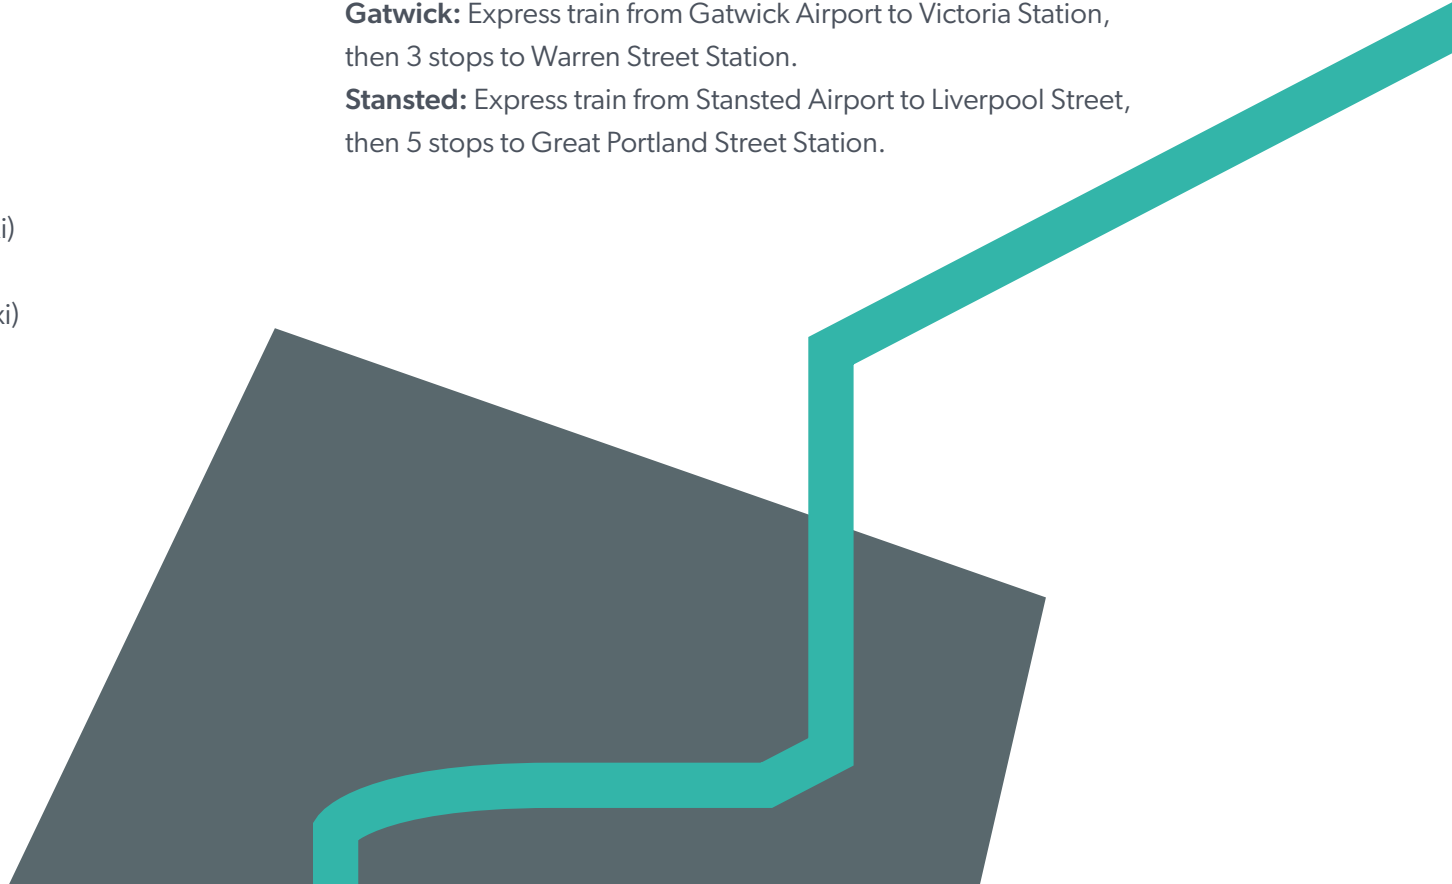 Gatwick: Express train from Gatwick Airport to Victoria Station,
then 3 stops to Warren Street Station.
Stansted: Express train from Stansted Airport to Liverpool Street,
then 5 stops to Great Portland Street Station.